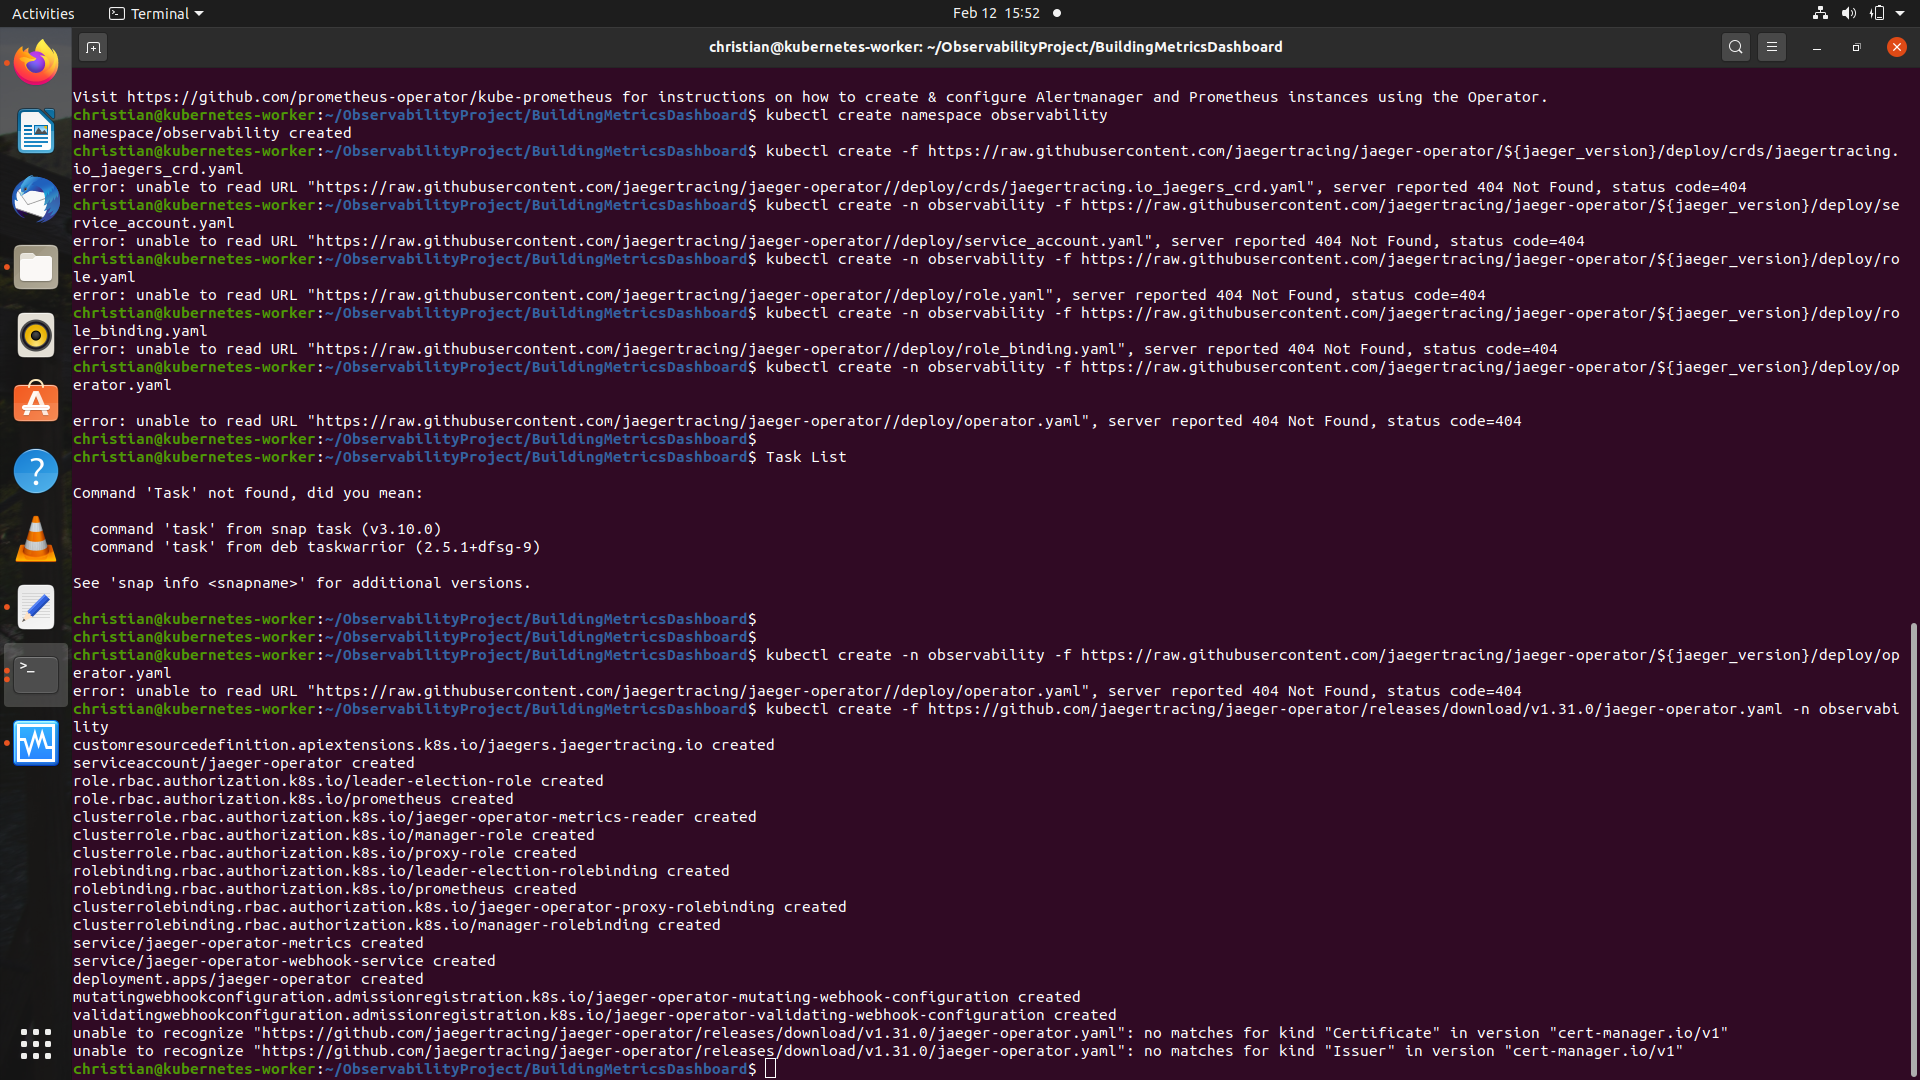 Activities
Terminal
Feb 12 15:52
christian@kubernetes-worker: ~/ObservabilityProject/BuildingMetricsDashboard
Visit https://github.com/prometheus-operator/kube-prometheus for instructions on how to create & configure Alertmanager and Prometheus instances using the Operator.
christian@kubernetes-worker:~/ObservabilityProject/BuildingMetricsDashboard$ kubectl create namespace observability
namespace/observability created
christian@kubernetes-worker:~/ObservabilityProject/BuildingMetricsDashboard$ kubectl create -f https://raw.githubusercontent.com/jaegertracing/jaeger-operator/${jaeger_version}/deploy/crds/jaegertracing.
io_jaegers_crd.yaml
error: unable to read URL "https://raw.githubusercontent.com/jaegertracing/jaeger-operator//deploy/crds/jaegertracing.io_jaegers_crd.yaml", server reported 404 Not Found, status code=404
christian@kubernetes-worker:~/ObservabilityProject/BuildingMetricsDashboard$ kubectl create -n observability -f https://raw.githubusercontent.com/jaegertracing/jaeger-operator/${jaeger_version}/deploy/se
rvice_account.yaml
error: unable to read URL "https://raw.githubusercontent.com/jaegertracing/jaeger-operator//deploy/service_account.yaml", server reported 404 Not Found, status code=404
christian@kubernetes-worker:~/ObservabilityProject/BuildingMetricsDashboard$ kubectl create -n observability -f https://raw.githubusercontent.com/jaegertracing/jaeger-operator/${jaeger_version}/deploy/ro
le.yaml
error: unable to read URL "https://raw.githubusercontent.com/jaegertracing/jaeger-operator//deploy/role.yaml", server reported 404 Not Found, status code=404
christian@kubernetes-worker:~/ObservabilityProject/BuildingMetricsDashboard$ kubectl create -n observability -f https://raw.githubusercontent.com/jaegertracing/jaeger-operator/${jaeger_version}/deploy/ro
le_binding.yaml
error: unable to read URL "https://raw.githubusercontent.com/jaegertracing/jaeger-operator//deploy/role_binding.yaml", server reported 404 Not Found, status code=404
christian@kubernetes-worker:~/ObservabilityProject/BuildingMetricsDashboard$ kubectl create -n observability -f https://raw.githubusercontent.com/jaegertracing/jaeger-operator/${jaeger_version}/deploy/op
erator.yaml
error: unable to read URL "https://raw.githubusercontent.com/jaegertracing/jaeger-operator//deploy/operator.yaml", server reported 404 Not Found, status code=404
christian@kubernetes-worker:~/ObservabilityProject/BuildingMetricsDashboard$
christian@kubernetes-worker:~/ObservabilityProject/BuildingMetricsDashboard$ Task List
Command 'Task' not found, did you mean:
command 'task' from snap task (v3.10.0)
command 'task' from deb taskwarrior (2.5.1+dfsg-9)
See 'snap info <snapname>' for additional versions.
christian@kubernetes-worker:~/ObservabilityProject/BuildingMetricsDashboard$
christian@kubernetes-worker:~/ObservabilityProject/BuildingMetricsDashboard$
christian@kubernetes-worker:~/ObservabilityProject/BuildingMetricsDashboard$ kubectl create -n observability -f https://raw.githubusercontent.com/jaegertracing/jaeger-operator/${jaeger_version}/deploy/op
erator.yaml
error: unable to read URL "https://raw.githubusercontent.com/jaegertracing/jaeger-operator//deploy/operator.yaml", server reported 404 Not Found, status code=404
christian@kubernetes-worker:~/ObservabilityProject/BuildingMetricsDashboard$ kubectl create -f https://github.com/jaegertracing/jaeger-operator/releases/download/v1.31.0/jaeger-operator.yaml -n observabi
lity
customresourcedefinition.apiextensions.k8s.io/jaegers.jaegertracing.io created
serviceaccount/jaeger-operator created
role.rbac.authorization.k8s.io/leader-election-role created
role.rbac.authorization.k8s.io/prometheus created
clusterrole.rbac.authorization.k8s.io/jaeger-operator-metrics-reader created
clusterrole.rbac.authorization.k8s.io/manager-role created
clusterrole.rbac.authorization.k8s.io/proxy-role created
rolebinding.rbac.authorization.k8s.io/leader-election-rolebinding created
rolebinding.rbac.authorization.k8s.io/prometheus created
clusterrolebinding.rbac.authorization.k8s.io/jaeger-operator-proxy-rolebinding created
clusterrolebinding.rbac.authorization.k8s.io/manager-rolebinding created
service/jaeger-operator-metrics created
service/jaeger-operator-webhook-service created
deployment.apps/jaeger-operator created
mutatingwebhookconfiguration.admissionregistration.k8s.io/jaeger-operator-mutating-webhook-configuration created
validatingwebhookconfiguration.admissionregistration.k8s.io/jaeger-operator-validating-webhook-configuration created
unable to recognize "https://github.com/jaegertracing/jaeger-operator/releases/download/v1.31.0/jaeger-operator.yaml": no matches for kind "Certificate" in version "cert-manager.io/v1"
unable to recognize "https://github.com/jaegertracing/jaeger-operator/releases/download/v1.31.0/jaeger-operator.yaml": no matches for kind "Issuer" in version "cert-manager.io/v1"
christian@kubernetes-worker:~/ObservabilityProject/BuildingMetricsDashboard$